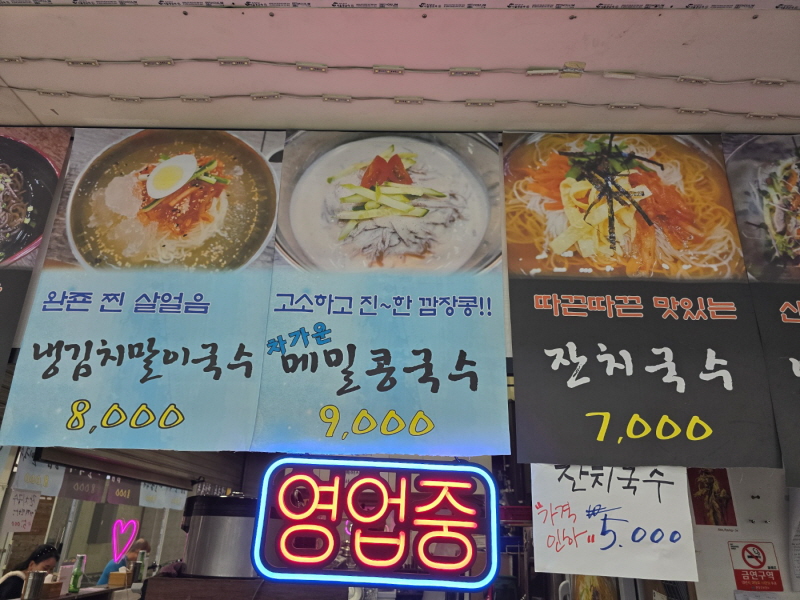 완죤 찐 살얼음
냉김치말이국수
8,000
고소하고 진~한 깜장콩!!
차가운
메밀콩국수
9,000
따끈따끈 맛있는
잔치국수
7,000
영업중
잔치국수
"가격
인하"
5.000
금연구역